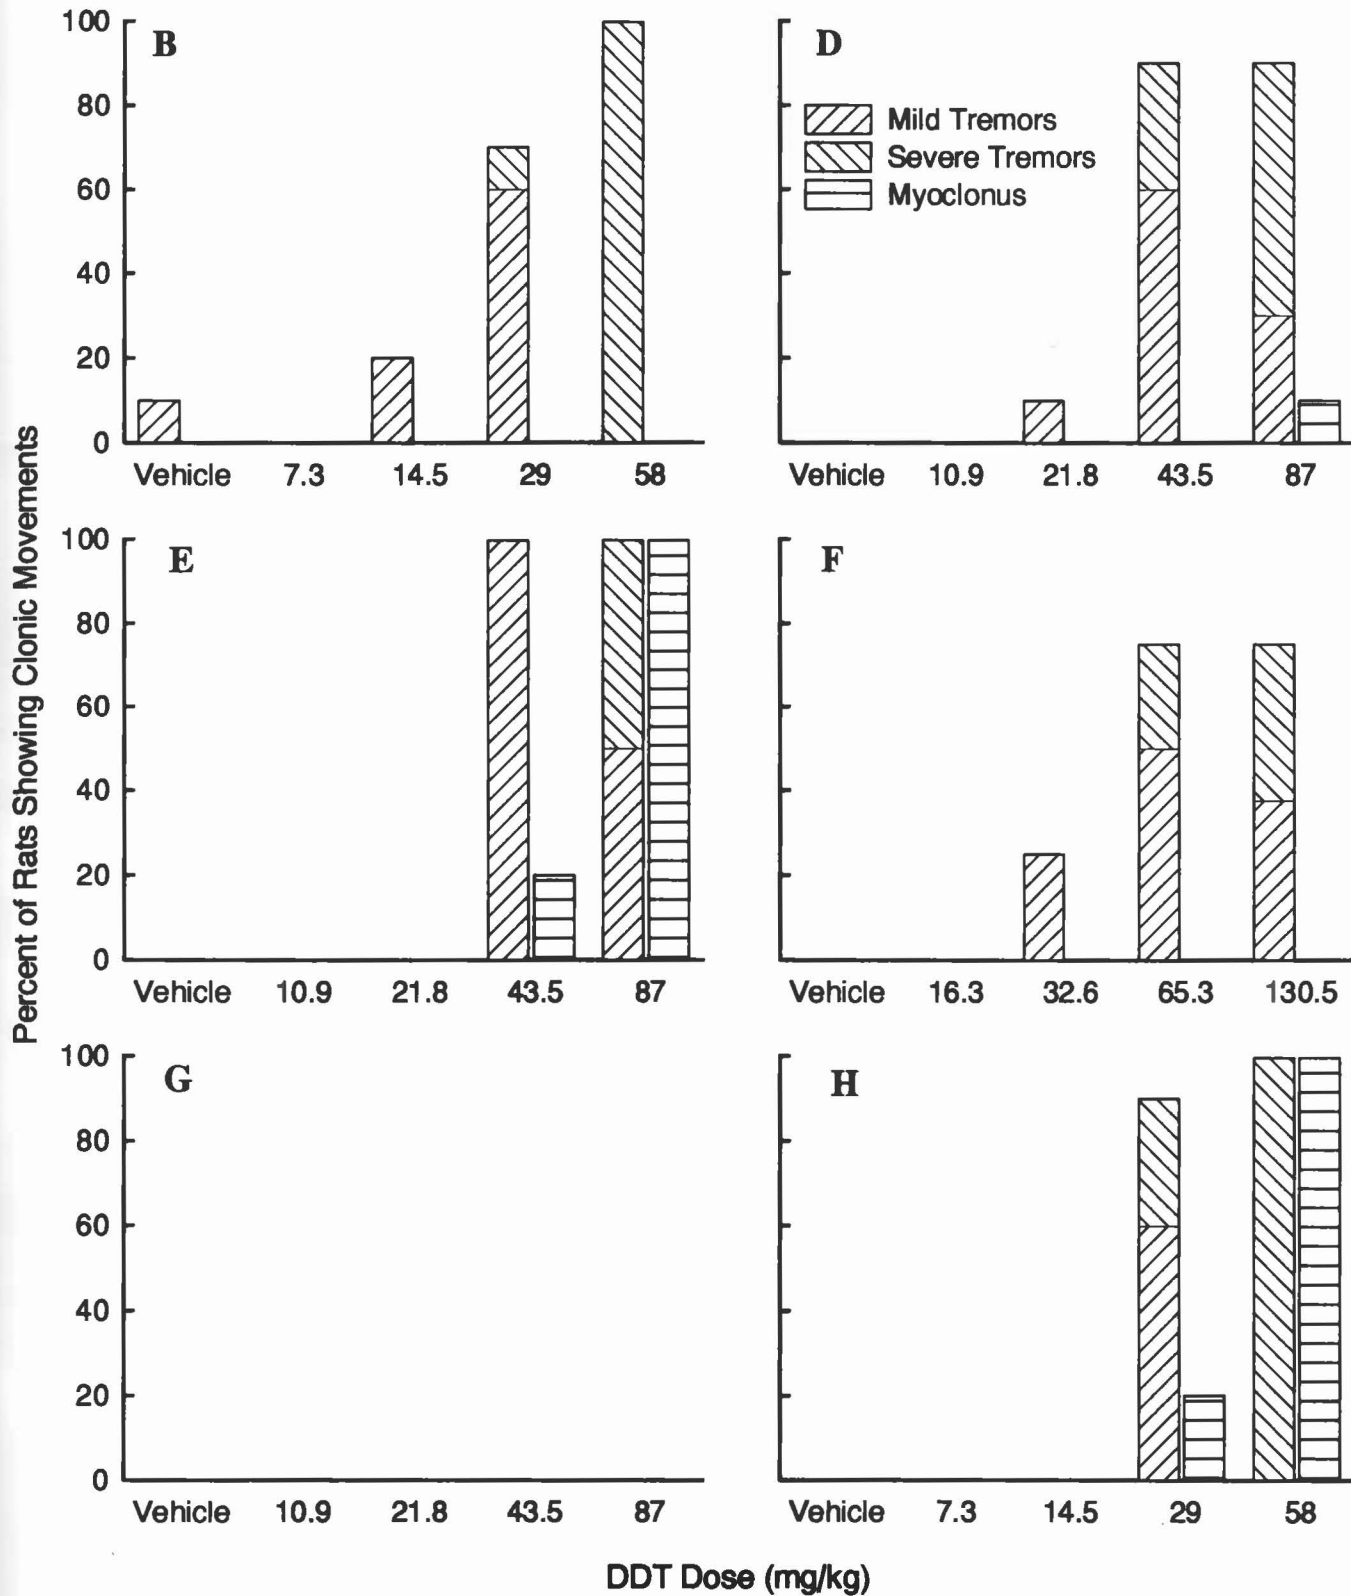 Percent of Rats Showing Clonic Movements
B
100
80
60
40
20
0
Vehicle 7.3 14.5 29 58
D
Mild Tremors
Severe Tremors
Myoclonus
Vehicle 10.9 21.8 43.5 87
E
100
80
60
40
20
0
Vehicle 10.9 21.8 43.5 87
F
Vehicle 16.3 32.6 65.3 130.5
G
100
80
60
40
20
0
Vehicle 10.9 21.8 43.5 87
H
Vehicle 7.3 14.5 29 58
DDT Dose (mg/kg)